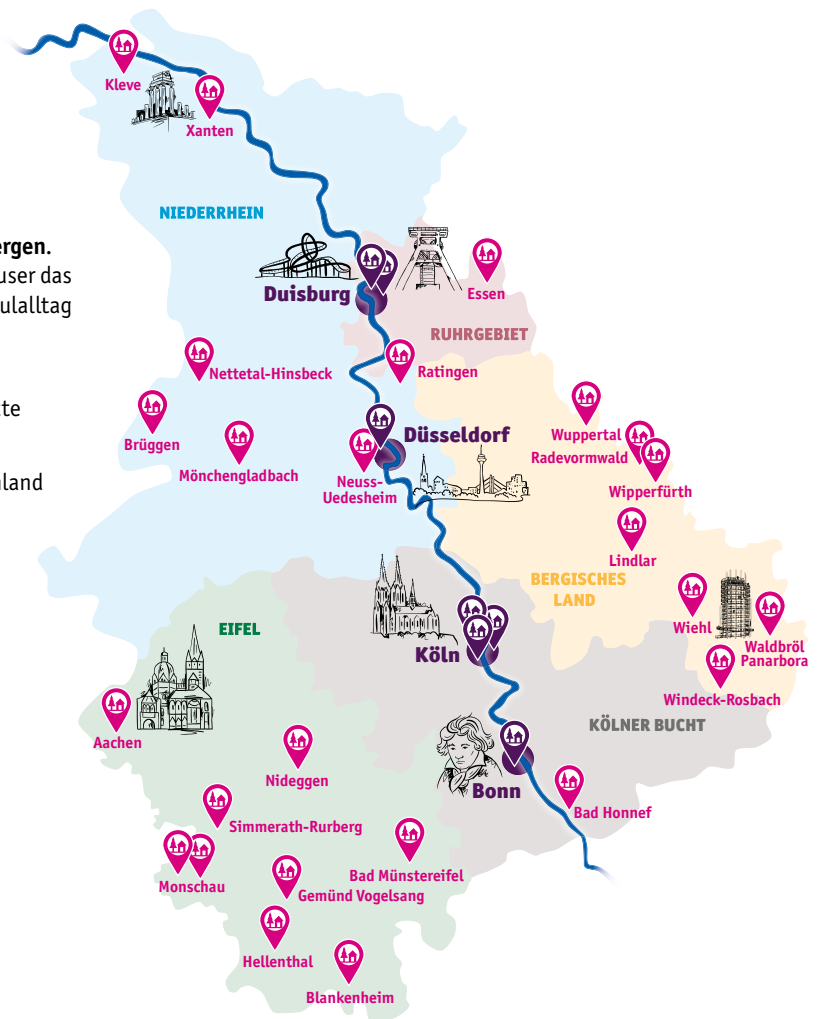 Kleve
Xanten
NIEDERRHEIN
ergen.
user das
ulalltag
Duisburg
Essen
RUHRGEBIET
Nettetal-Hinsbeck
Ratingen
te
Brüggen
Mönchengladbach
Düsseldorf
Neuss-
Uedesheim
Wuppertal
Radevormwald
Wipperfürth
land
Lindlar
BERGISCHES
LAND
EIFEL
Köln
Wiehl
Waldbröl
Panarbora
Windeck-Rosbach
KÖLNER BUCHT
Aachen
Nideggen
Bonn
Bad Honnef
Simmerath-Rurberg
Monschau
Bad Münstereifel
Gemünd Vogelsang
Hellenthal
Blankenheim